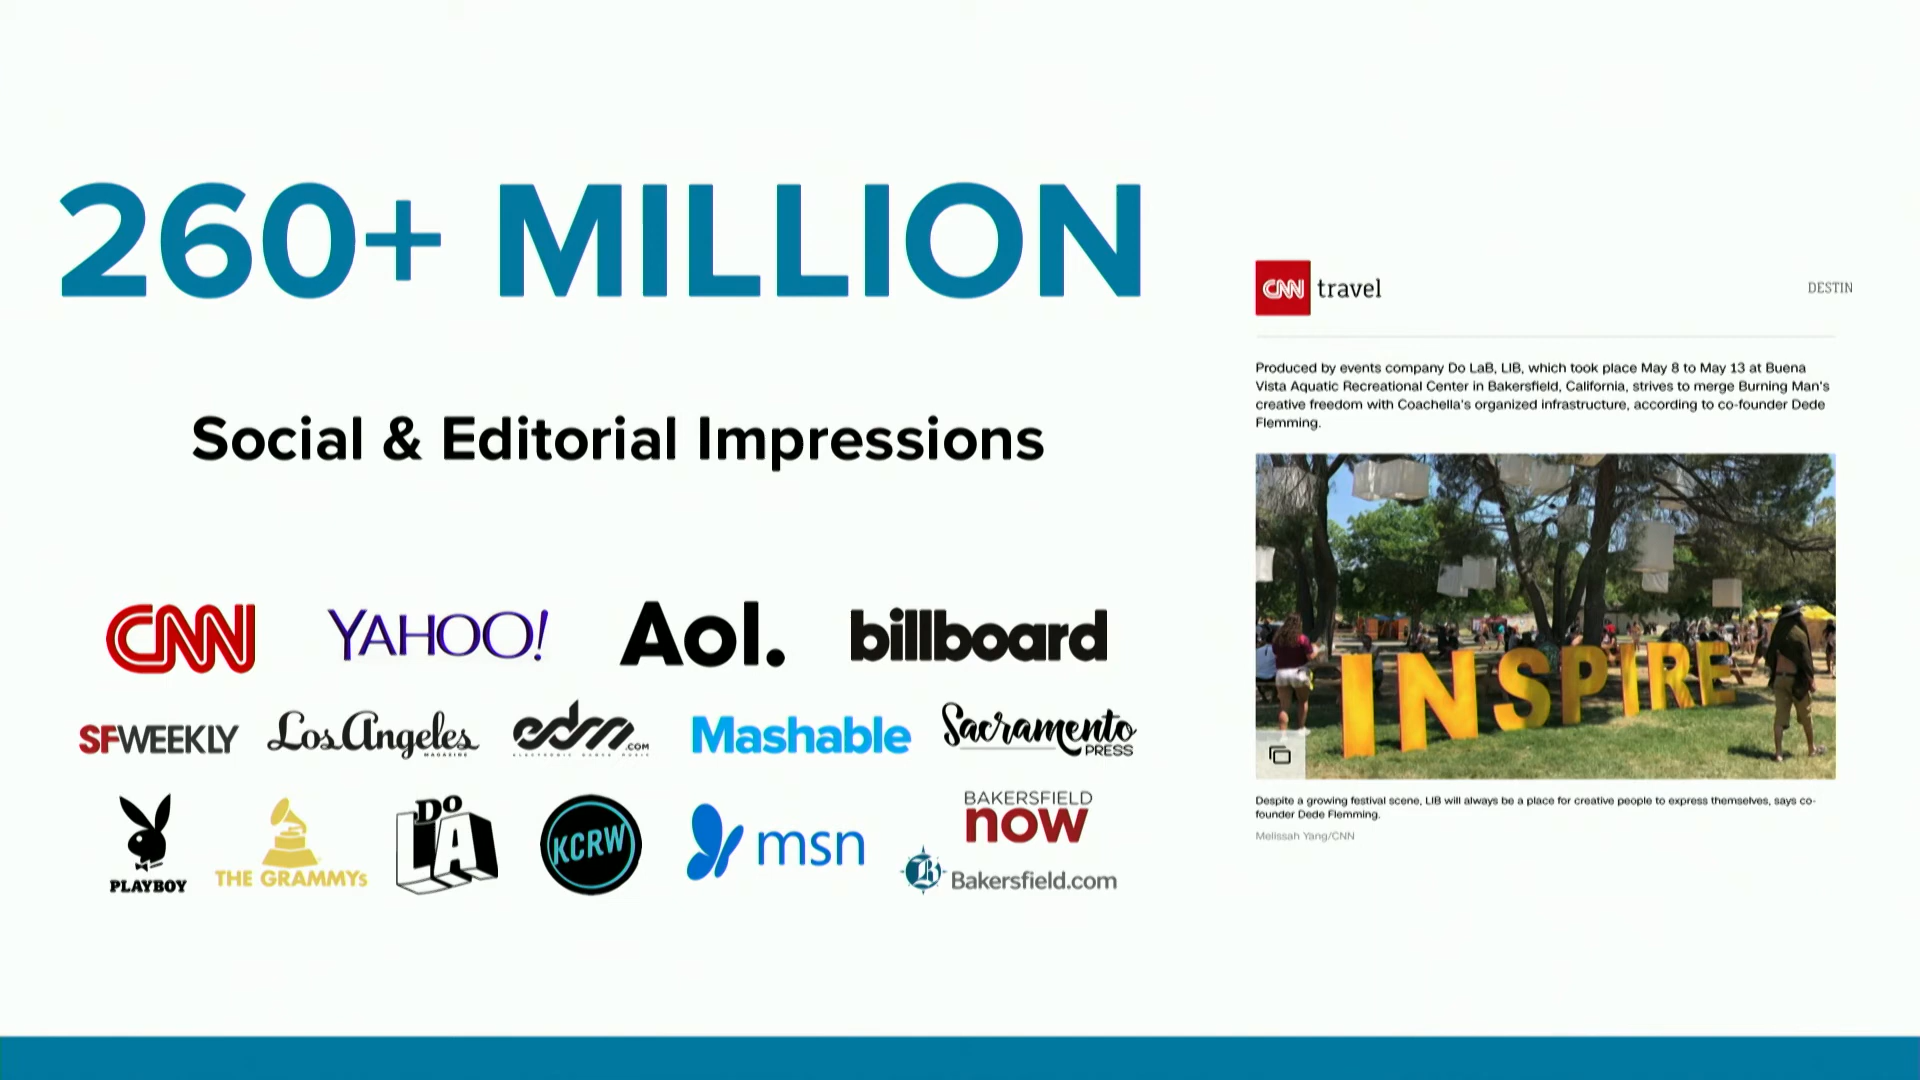 260+ MILLION
Social & Editorial Impressions
CNN YAHOO! Aol. billboard
SFWEEKLY Los Angeles MAGAZINE edm.com ELECTRONIC DANCE MUSIC Mashable Sacramento PRESS
PLAYBOY THE GRAMMYs DO LA KCRW msn BAKERSFIELD now
B Bakersfield.com
CNN travel
DESTIN
Produced by events company Do LaB, LIB, which took place May 8 to May 13 at Buena
Vista Aquatic Recreational Center in Bakersfield, California, strives to merge Burning Man's
creative freedom with Coachella's organized infrastructure, according to co-founder Dede
Flemming.
INSPIRE
Despite a growing festival scene, LIB will always be a place for creative people to express themselves, says co-
founder Dede Flemming.
Melissah Yang/CNN